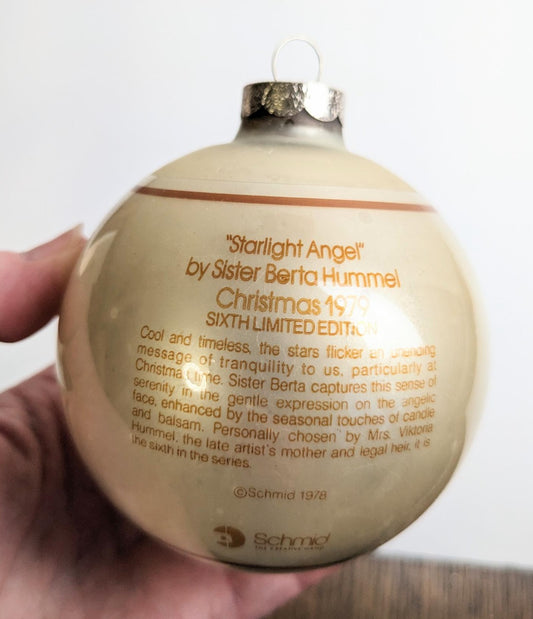 "Starlight Angel"
by Sister Berta Hummel
Christmas 1979
SIXTH LIMITED EDITION
Cool and timeless, the stars flicker an unending
message of tranquility to us, particularly at
Christmas time. Sister Berta captures this sense of
serenity in the gentle expression on the angelic
face, enhanced by the seasonal touches of candle
and balsam. Personally chosen by Mrs. Viktoria
Hummel, the late artist's mother and legal heir, it is
the sixth in the series.
©Schmid 1978
Schmid
THE CREATIVE HAND